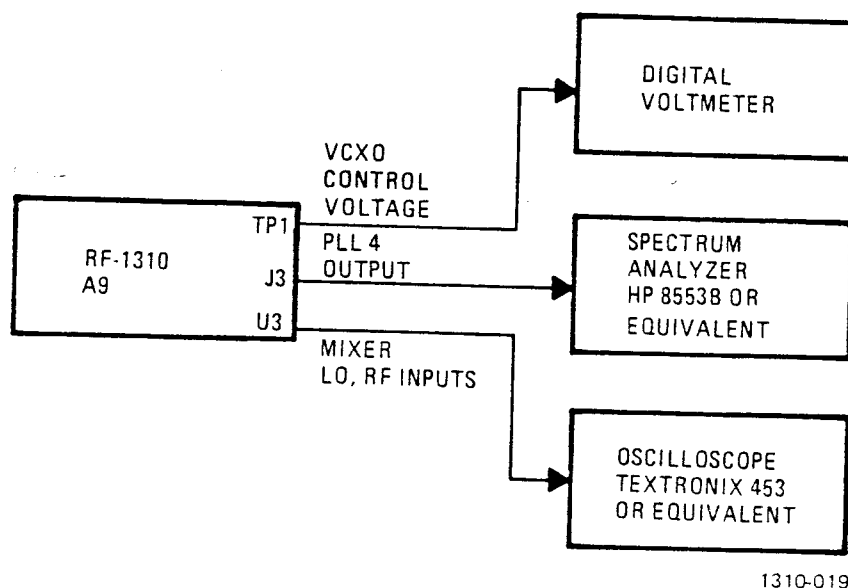 DIGITAL
VOLTMETER
VCXO
CONTROL
VOLTAGE
TP1
PLL 4
OUTPUT
RF-1310
A9
J3
U3
SPECTRUM
ANALYZER
HP 8553B OR
EQUIVALENT
MIXER
LO, RF INPUTS
OSCILLOSCOPE
TEXTRONIX 453
OR EQUIVALENT
1310-019